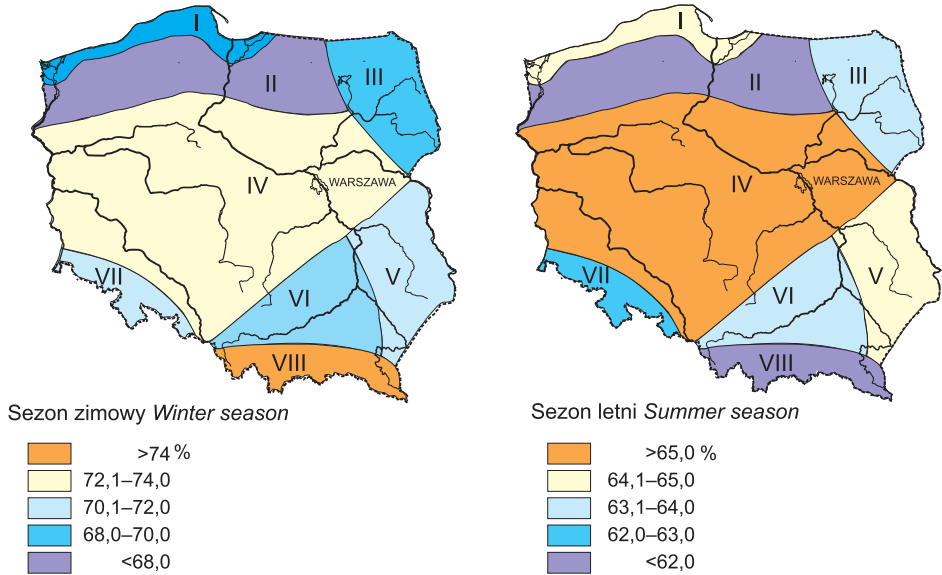 I
II
III
IV
WARSZAWA
V
VI
VII
VIII
Sezon zimowy Winter season
>74 %
72,1–74,0
70,1–72,0
68,0–70,0
<68,0
I
II
III
IV
WARSZAWA
V
VI
VII
VIII
Sezon letni Summer season
>65,0 %
64,1–65,0
63,1–64,0
62,0–63,0
<62,0